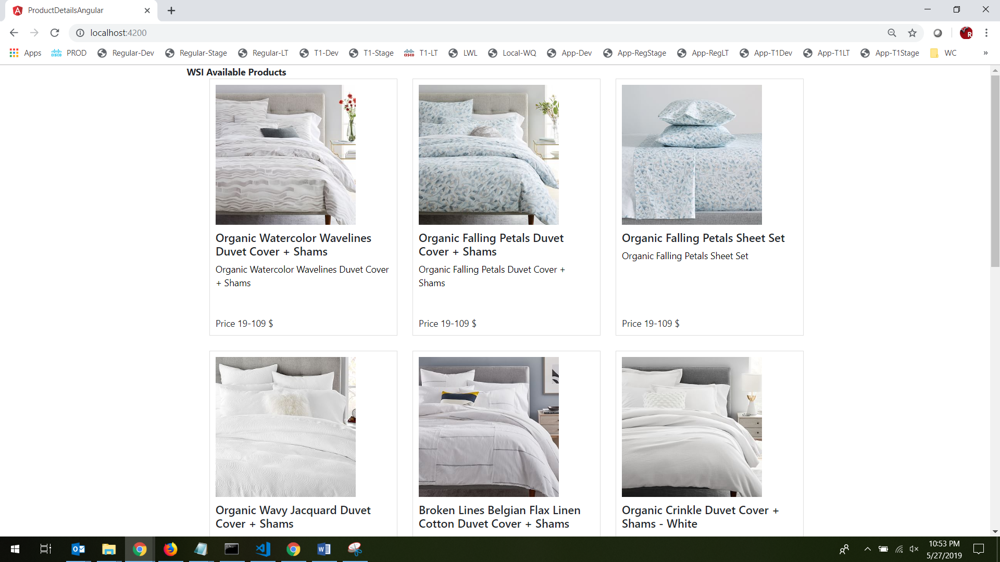 ProductDetailsAngular
localhost:4200
Apps PROD Regular-Dev Regular-Stage Regular-LT T1-Dev T1-Stage T1-LT LWL Local-WQ App-Dev App-RegStage App-RegLT App-T1Dev App-T1LT App-T1Stage WC »
WSI Available Products
Organic Watercolor Wavelines
Duvet Cover + Shams
Organic Watercolor Wavelines Duvet Cover
+ Shams
Price 19-109 $
Organic Falling Petals Duvet
Cover + Shams
Organic Falling Petals Duvet Cover +
Shams
Price 19-109 $
Organic Falling Petals Sheet Set
Organic Falling Petals Sheet Set
Price 19-109 $
Organic Wavy Jacquard Duvet
Cover + Shams
Broken Lines Belgian Flax Linen
Cotton Duvet Cover + Shams
Organic Crinkle Duvet Cover +
Shams - White
10:53 PM
5/27/2019